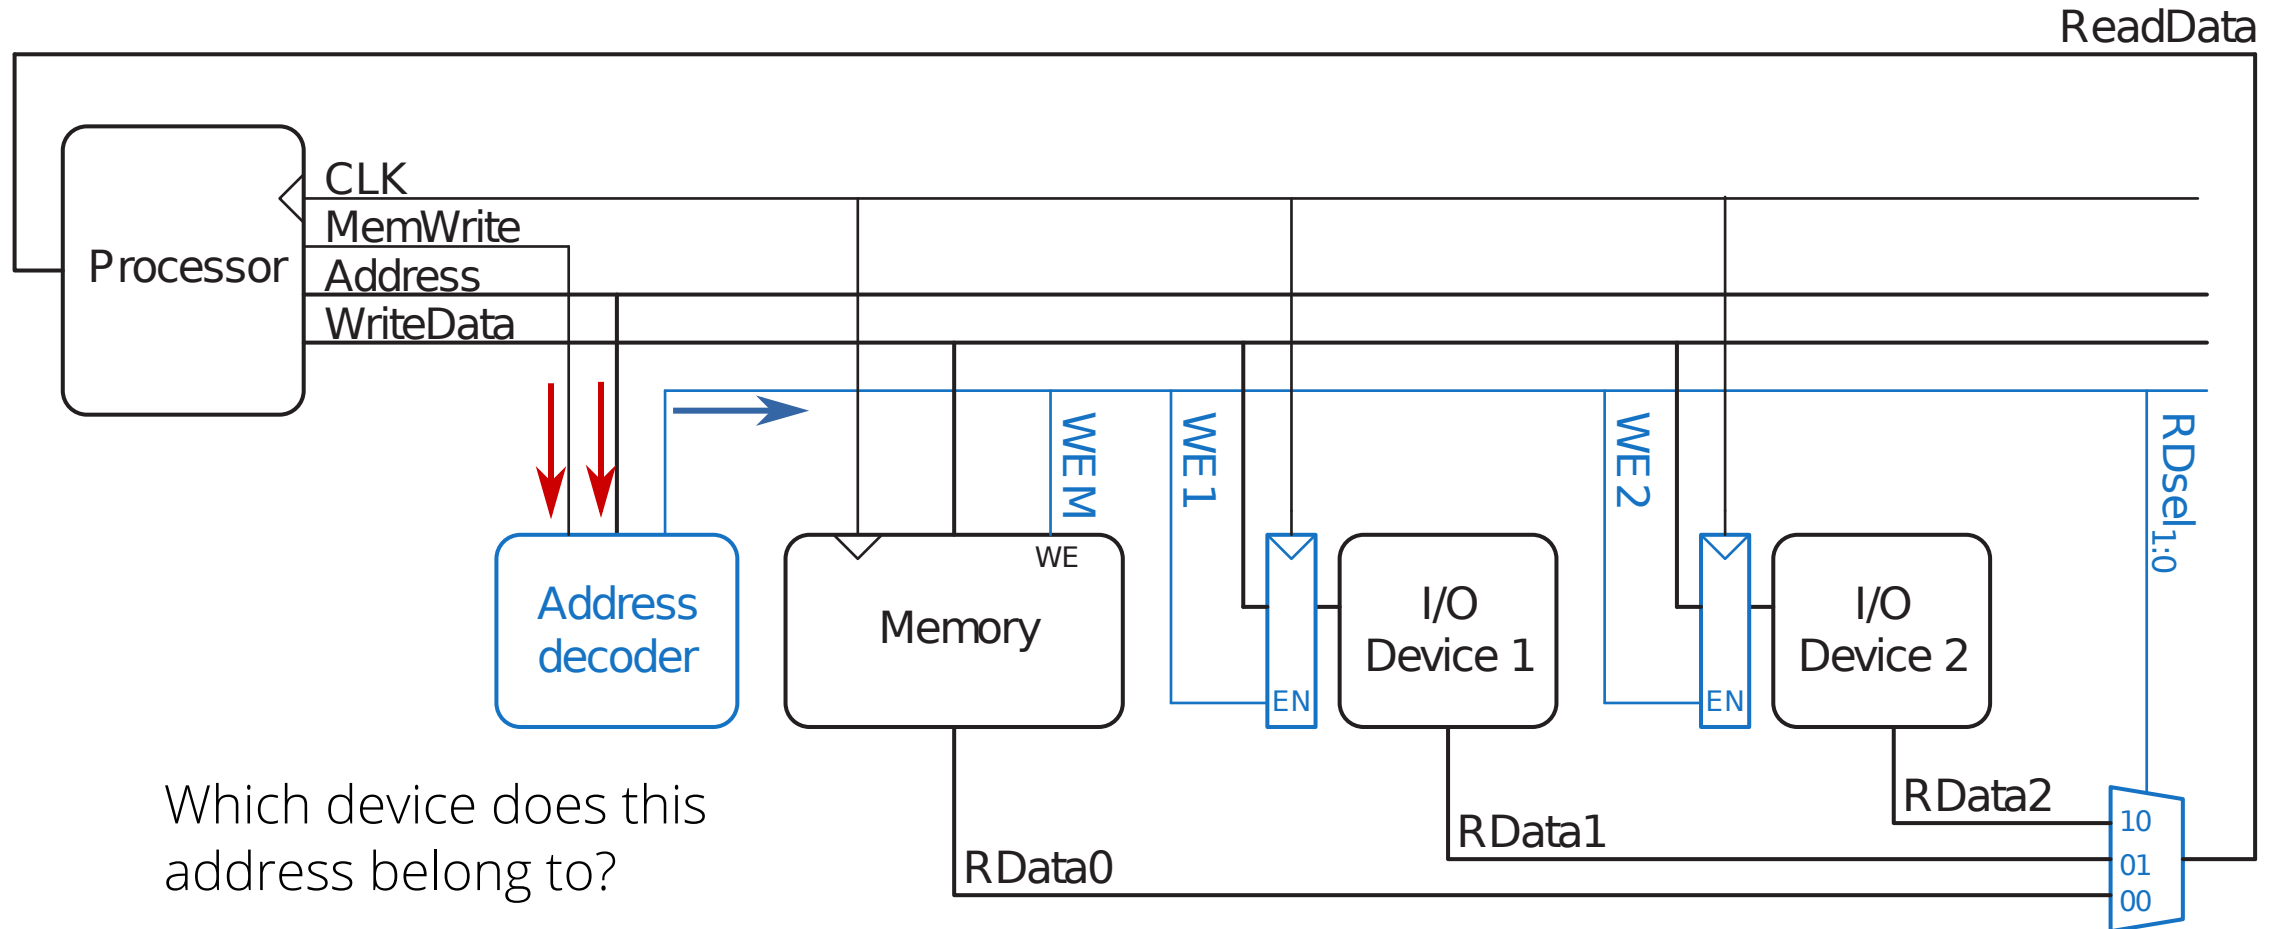 ReadData
CLK
MemWrite
Processor
Address
WriteData
WEM
WE1
WE2
RDsel1:0
WE
Address
decoder
Memory
EN
I/O
Device 1
EN
I/O
Device 2
Which device does this
address belong to?
RData0
RData1
RData2
10
01
00